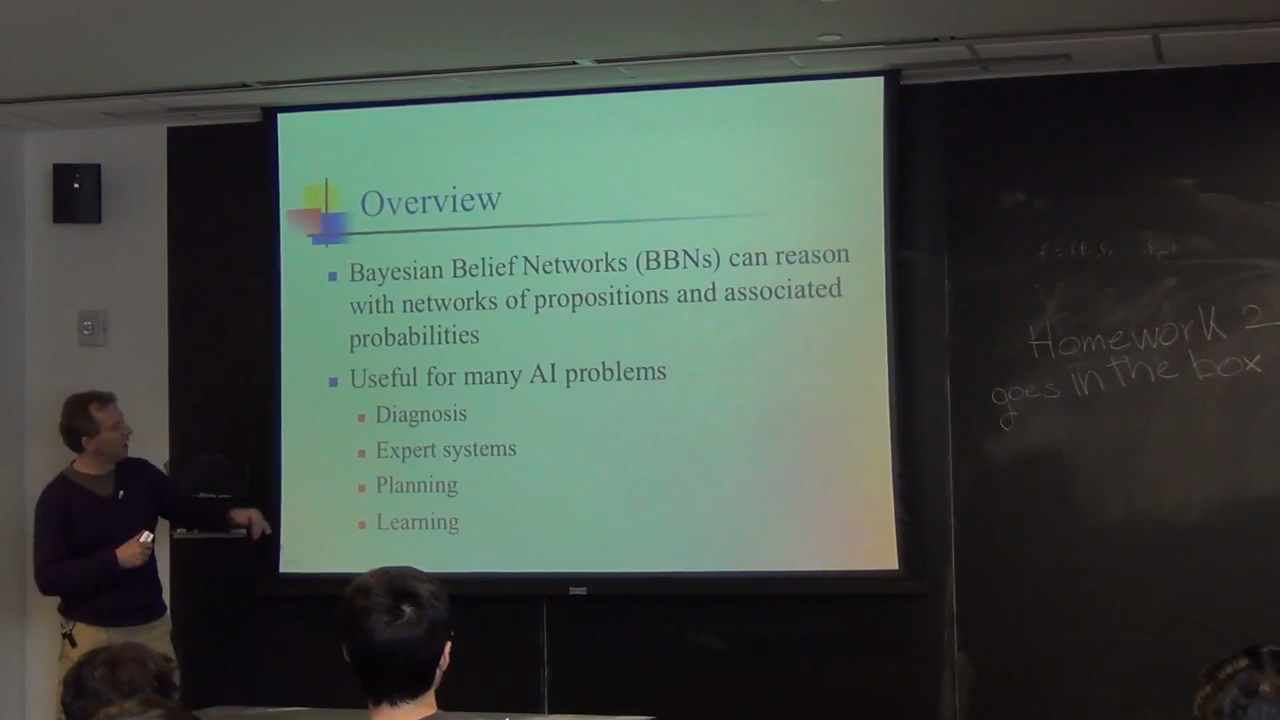 Overview
Bayesian Belief Networks (BBNs) can reason
with networks of propositions and associated
probabilities
Useful for many AI problems
Diagnosis
Expert systems
Planning
Learning
Homework 2
goes in the box